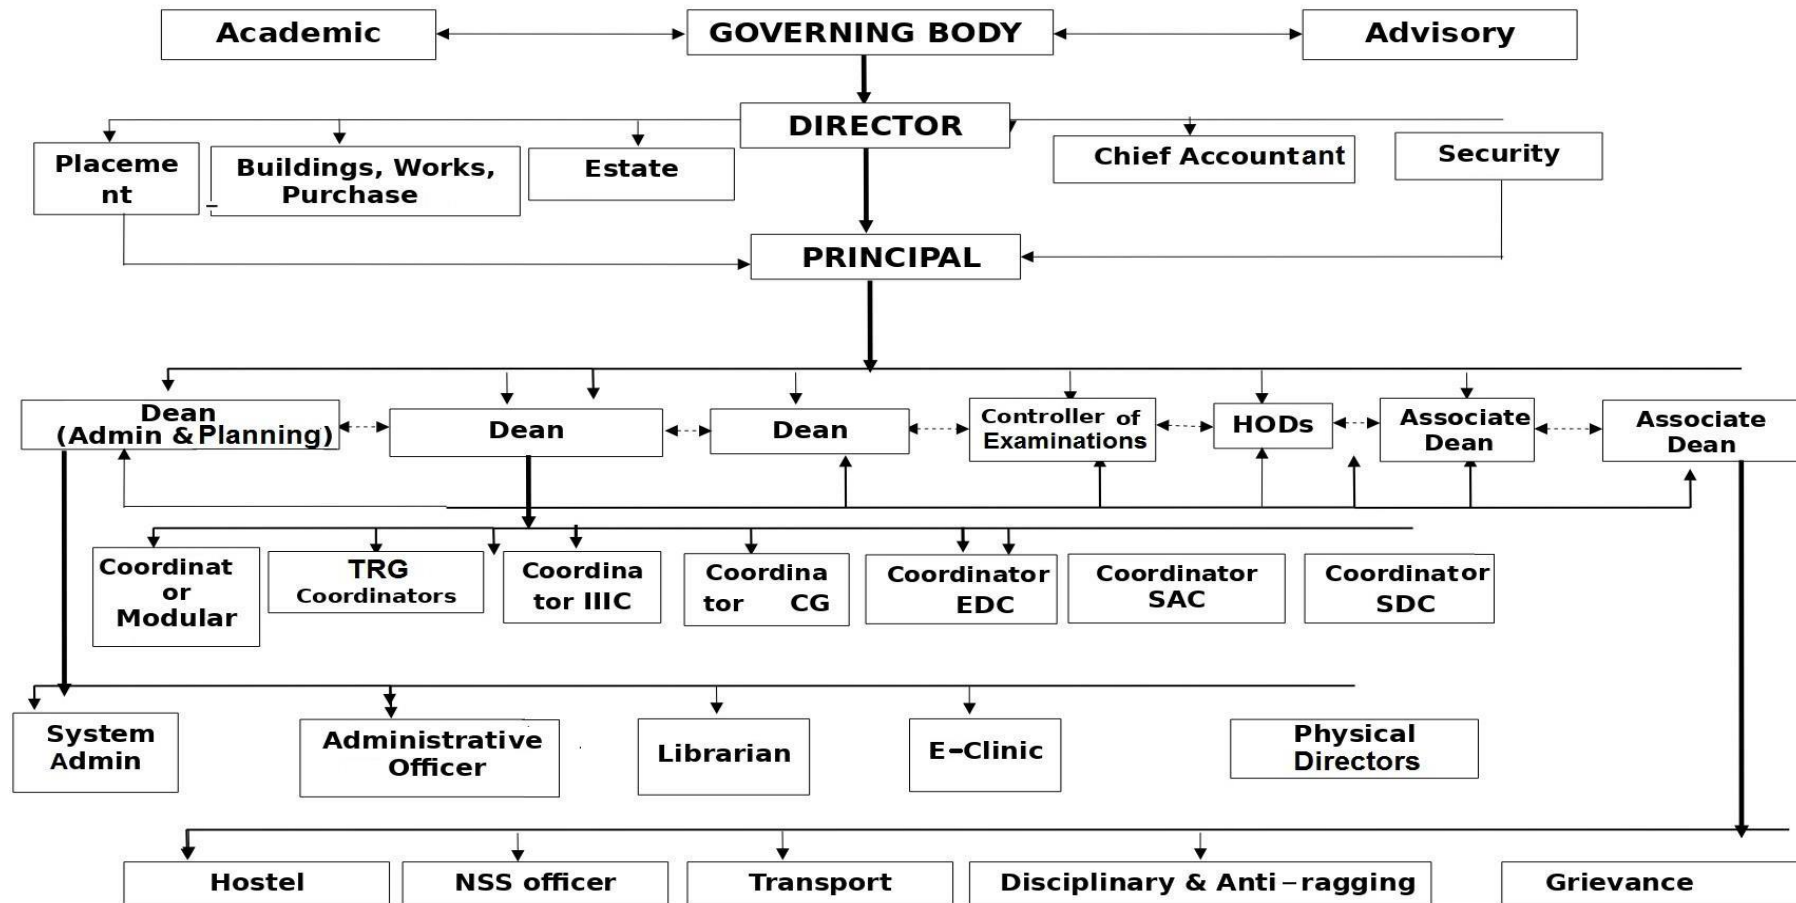 Academic
GOVERNING BODY
Advisory
DIRECTOR
Placeme
nt
Buildings, Works,
Purchase
Estate
Chief Accountant
Security
PRINCIPAL
Dean
(Admin & Planning)
Dean
Dean
Controller of
Examinations
HODs
Associate
Dean
Associate
Dean
Coordinat
or
Modular
TRG
Coordinators
Coordina
tor IIIC
Coordina
tor CG
Coordinator
EDC
Coordinator
SAC
Coordinator
SDC
System
Admin
Administrative
Officer
Librarian
E-Clinic
Physical
Directors
Hostel
NSS officer
Transport
Disciplinary & Anti-ragging
Grievance